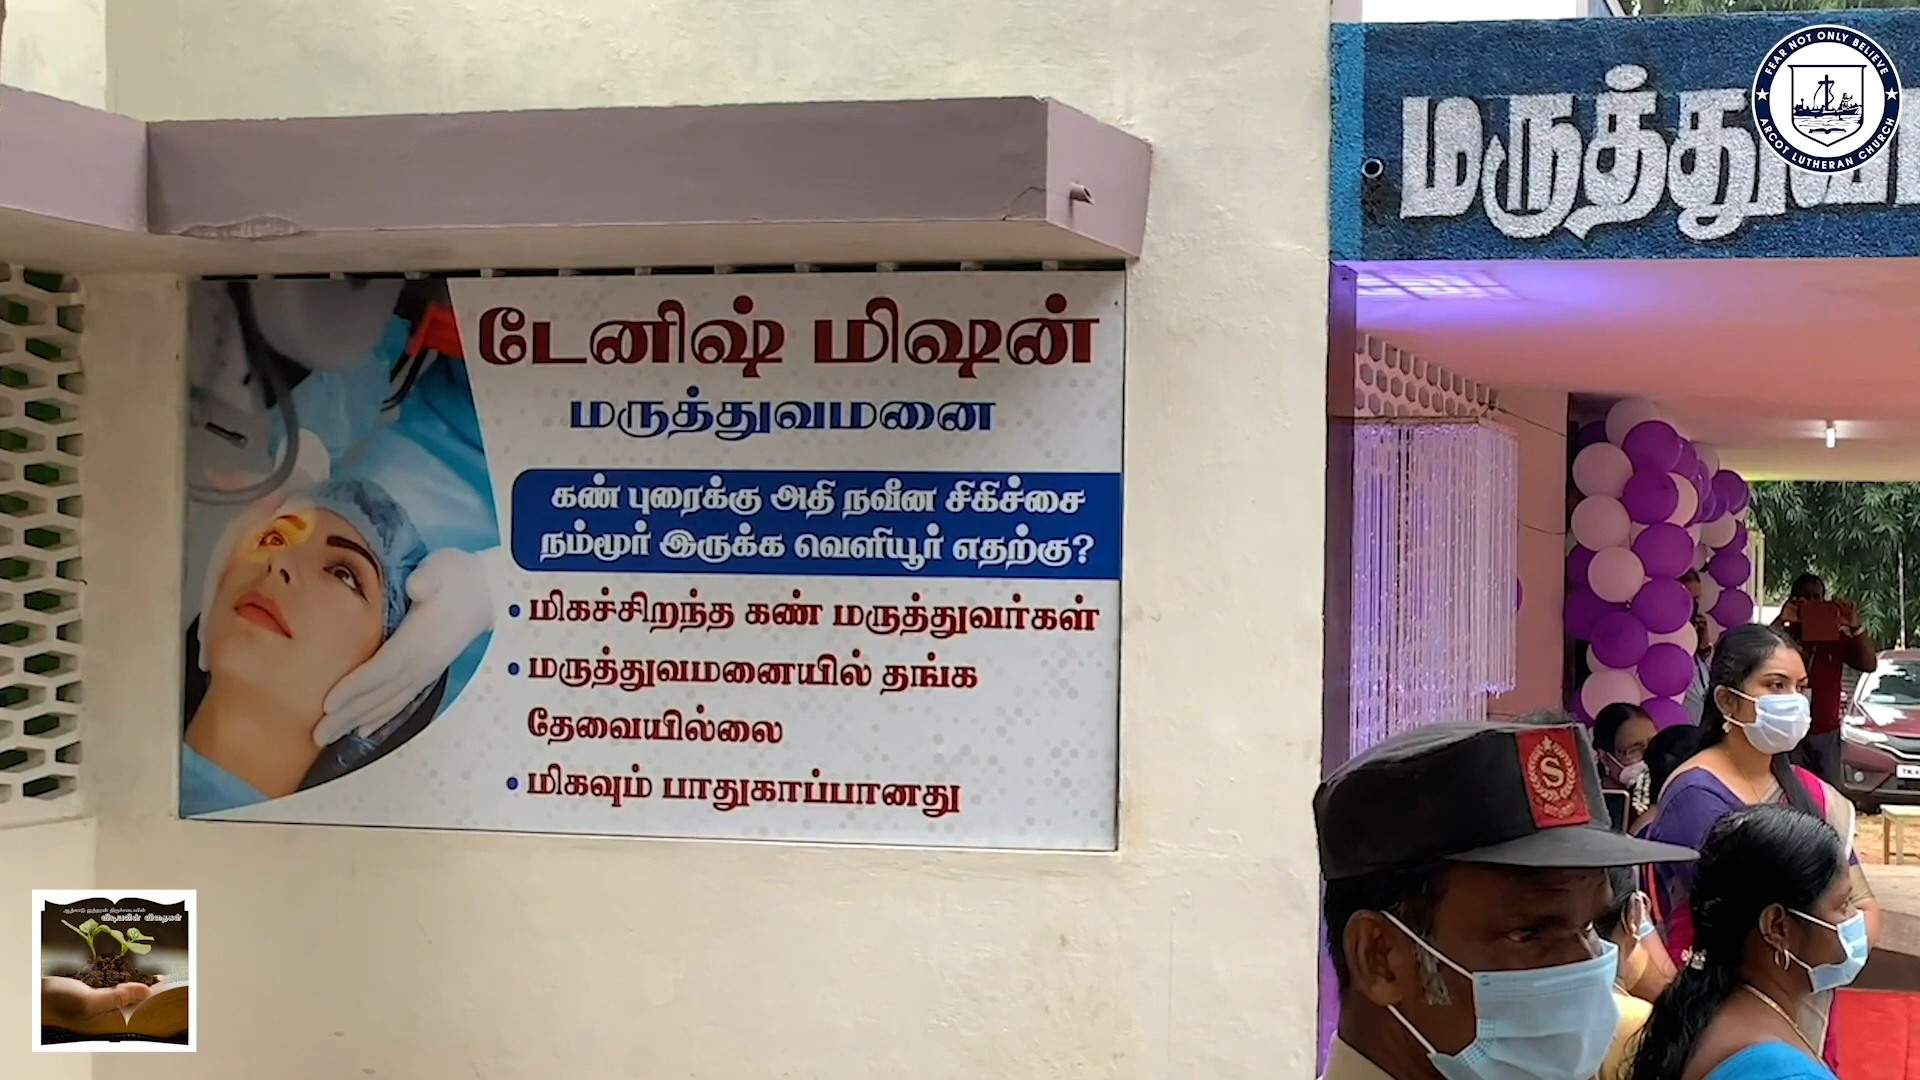 FEAR NOT ONLY BELIEVE
ARCOT LUTHERAN CHURCH
டேனிஷ் மிஷன்
மருத்துவமனை
கண் புரைக்கு அதி நவீன சிகிச்சை
நம்மூர் இருக்க வெளியூர் எதற்கு?
• மிகச்சிறந்த கண் மருத்துவர்கள்
• மருத்துவமனையில் தங்க
தேவையில்லை
• மிகவும் பாதுகாப்பானது
S